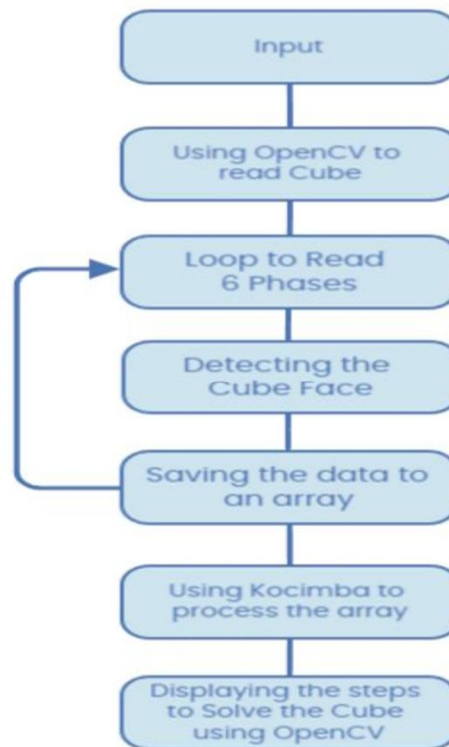 Input
Using OpenCV to
read Cube
Loop to Read
6 Phases
Detecting the
Cube Face
Saving the data to
an array
Using Kocimba to
process the array
Displaying the steps
to Solve the Cube
using OpenCV